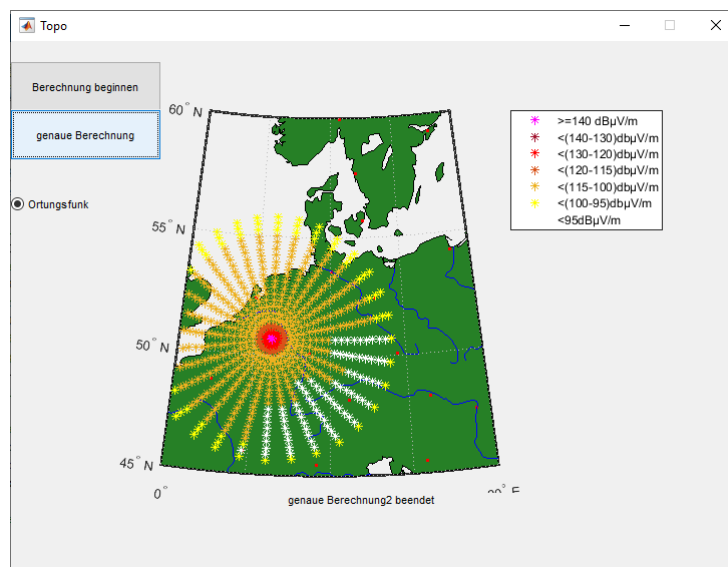 Topo
Berechnung beginnen
genaue Berechnung
Ortungsfunk
60° N
55° N
50° N
45° N
0°
genaue Berechnung2 beendet
>=140 dBµV/m
<(140-130)dbµV/m
<(130-120)dbµV/m
<(120-115)dbµV/m
<(115-100)dbµV/m
<(100-95)dbµV/m
<95dBµV/m